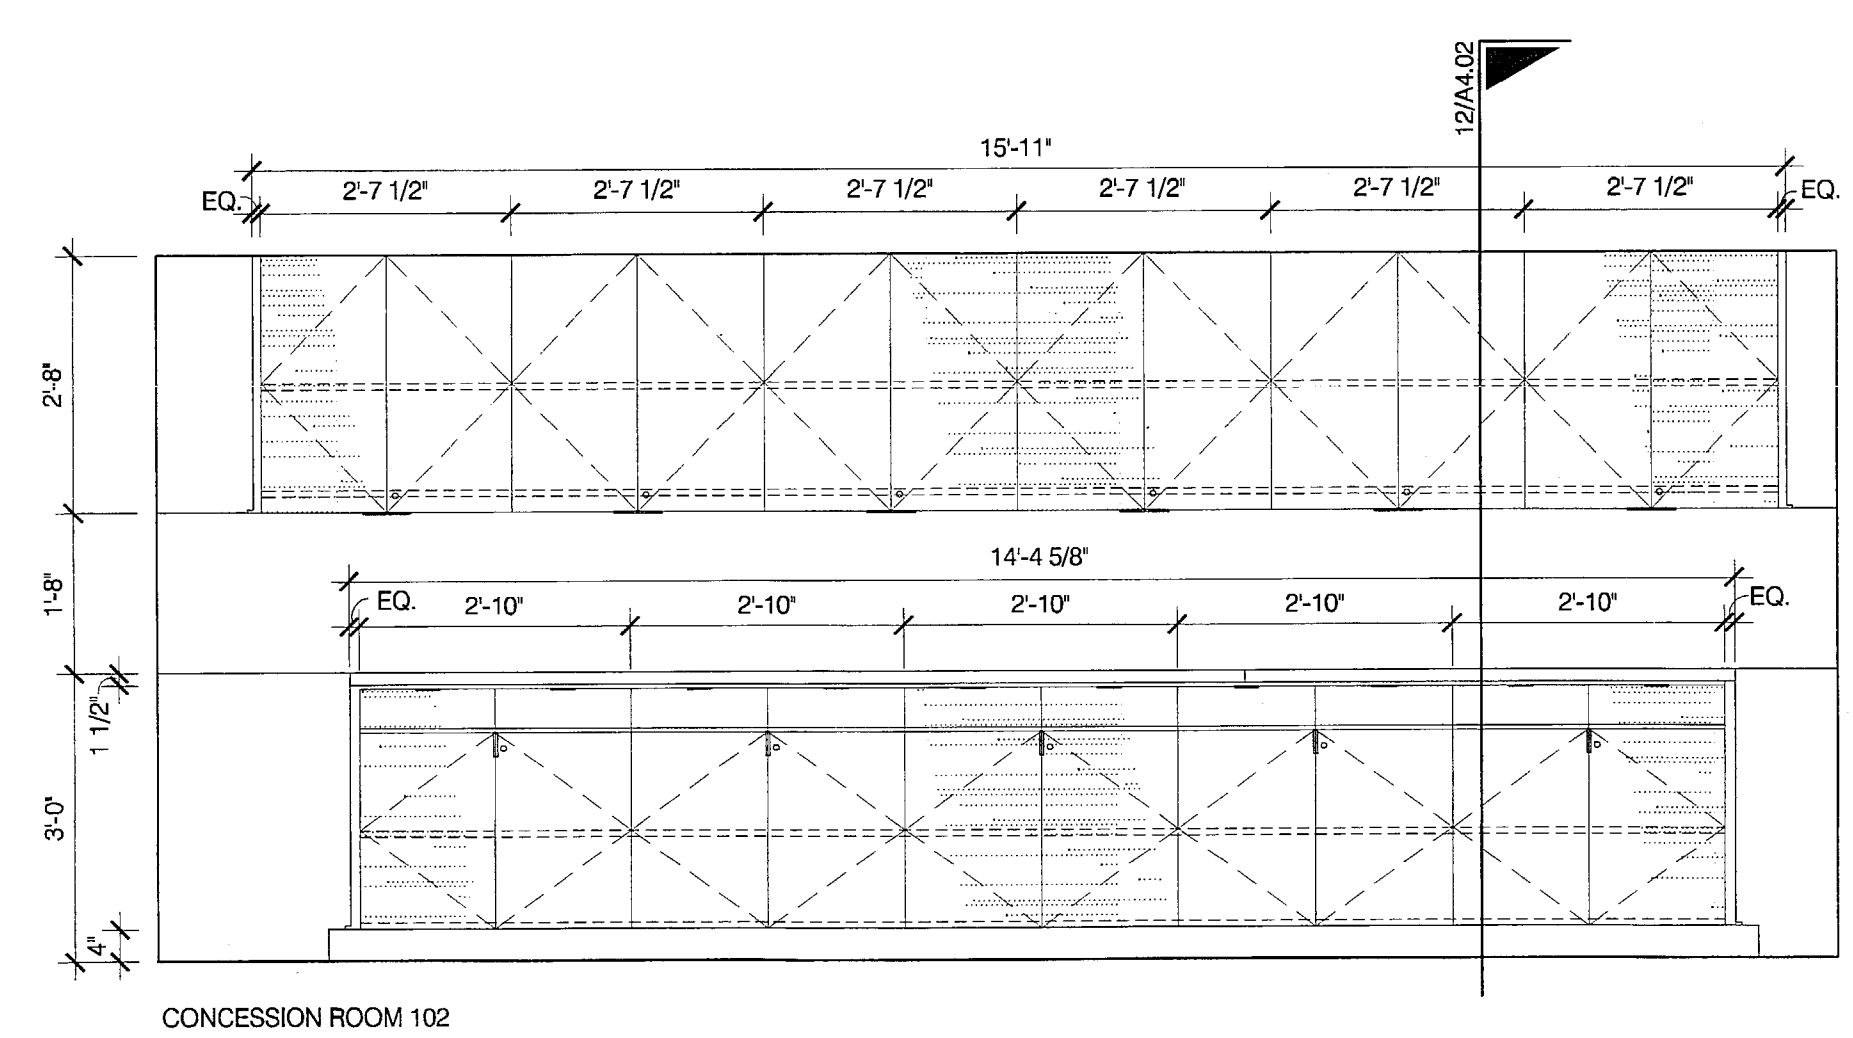 12/A4.02
15'-11"
EQ. 2'-7 1/2" 2'-7 1/2" 2'-7 1/2" 2'-7 1/2" 2'-7 1/2" 2'-7 1/2" EQ.
2'-8"
14'-4 5/8"
1'-8"
EQ. 2'-10" 2'-10" 2'-10" 2'-10" 2'-10" EQ.
1 1/2"
3'-0"
4"
CONCESSION ROOM 102